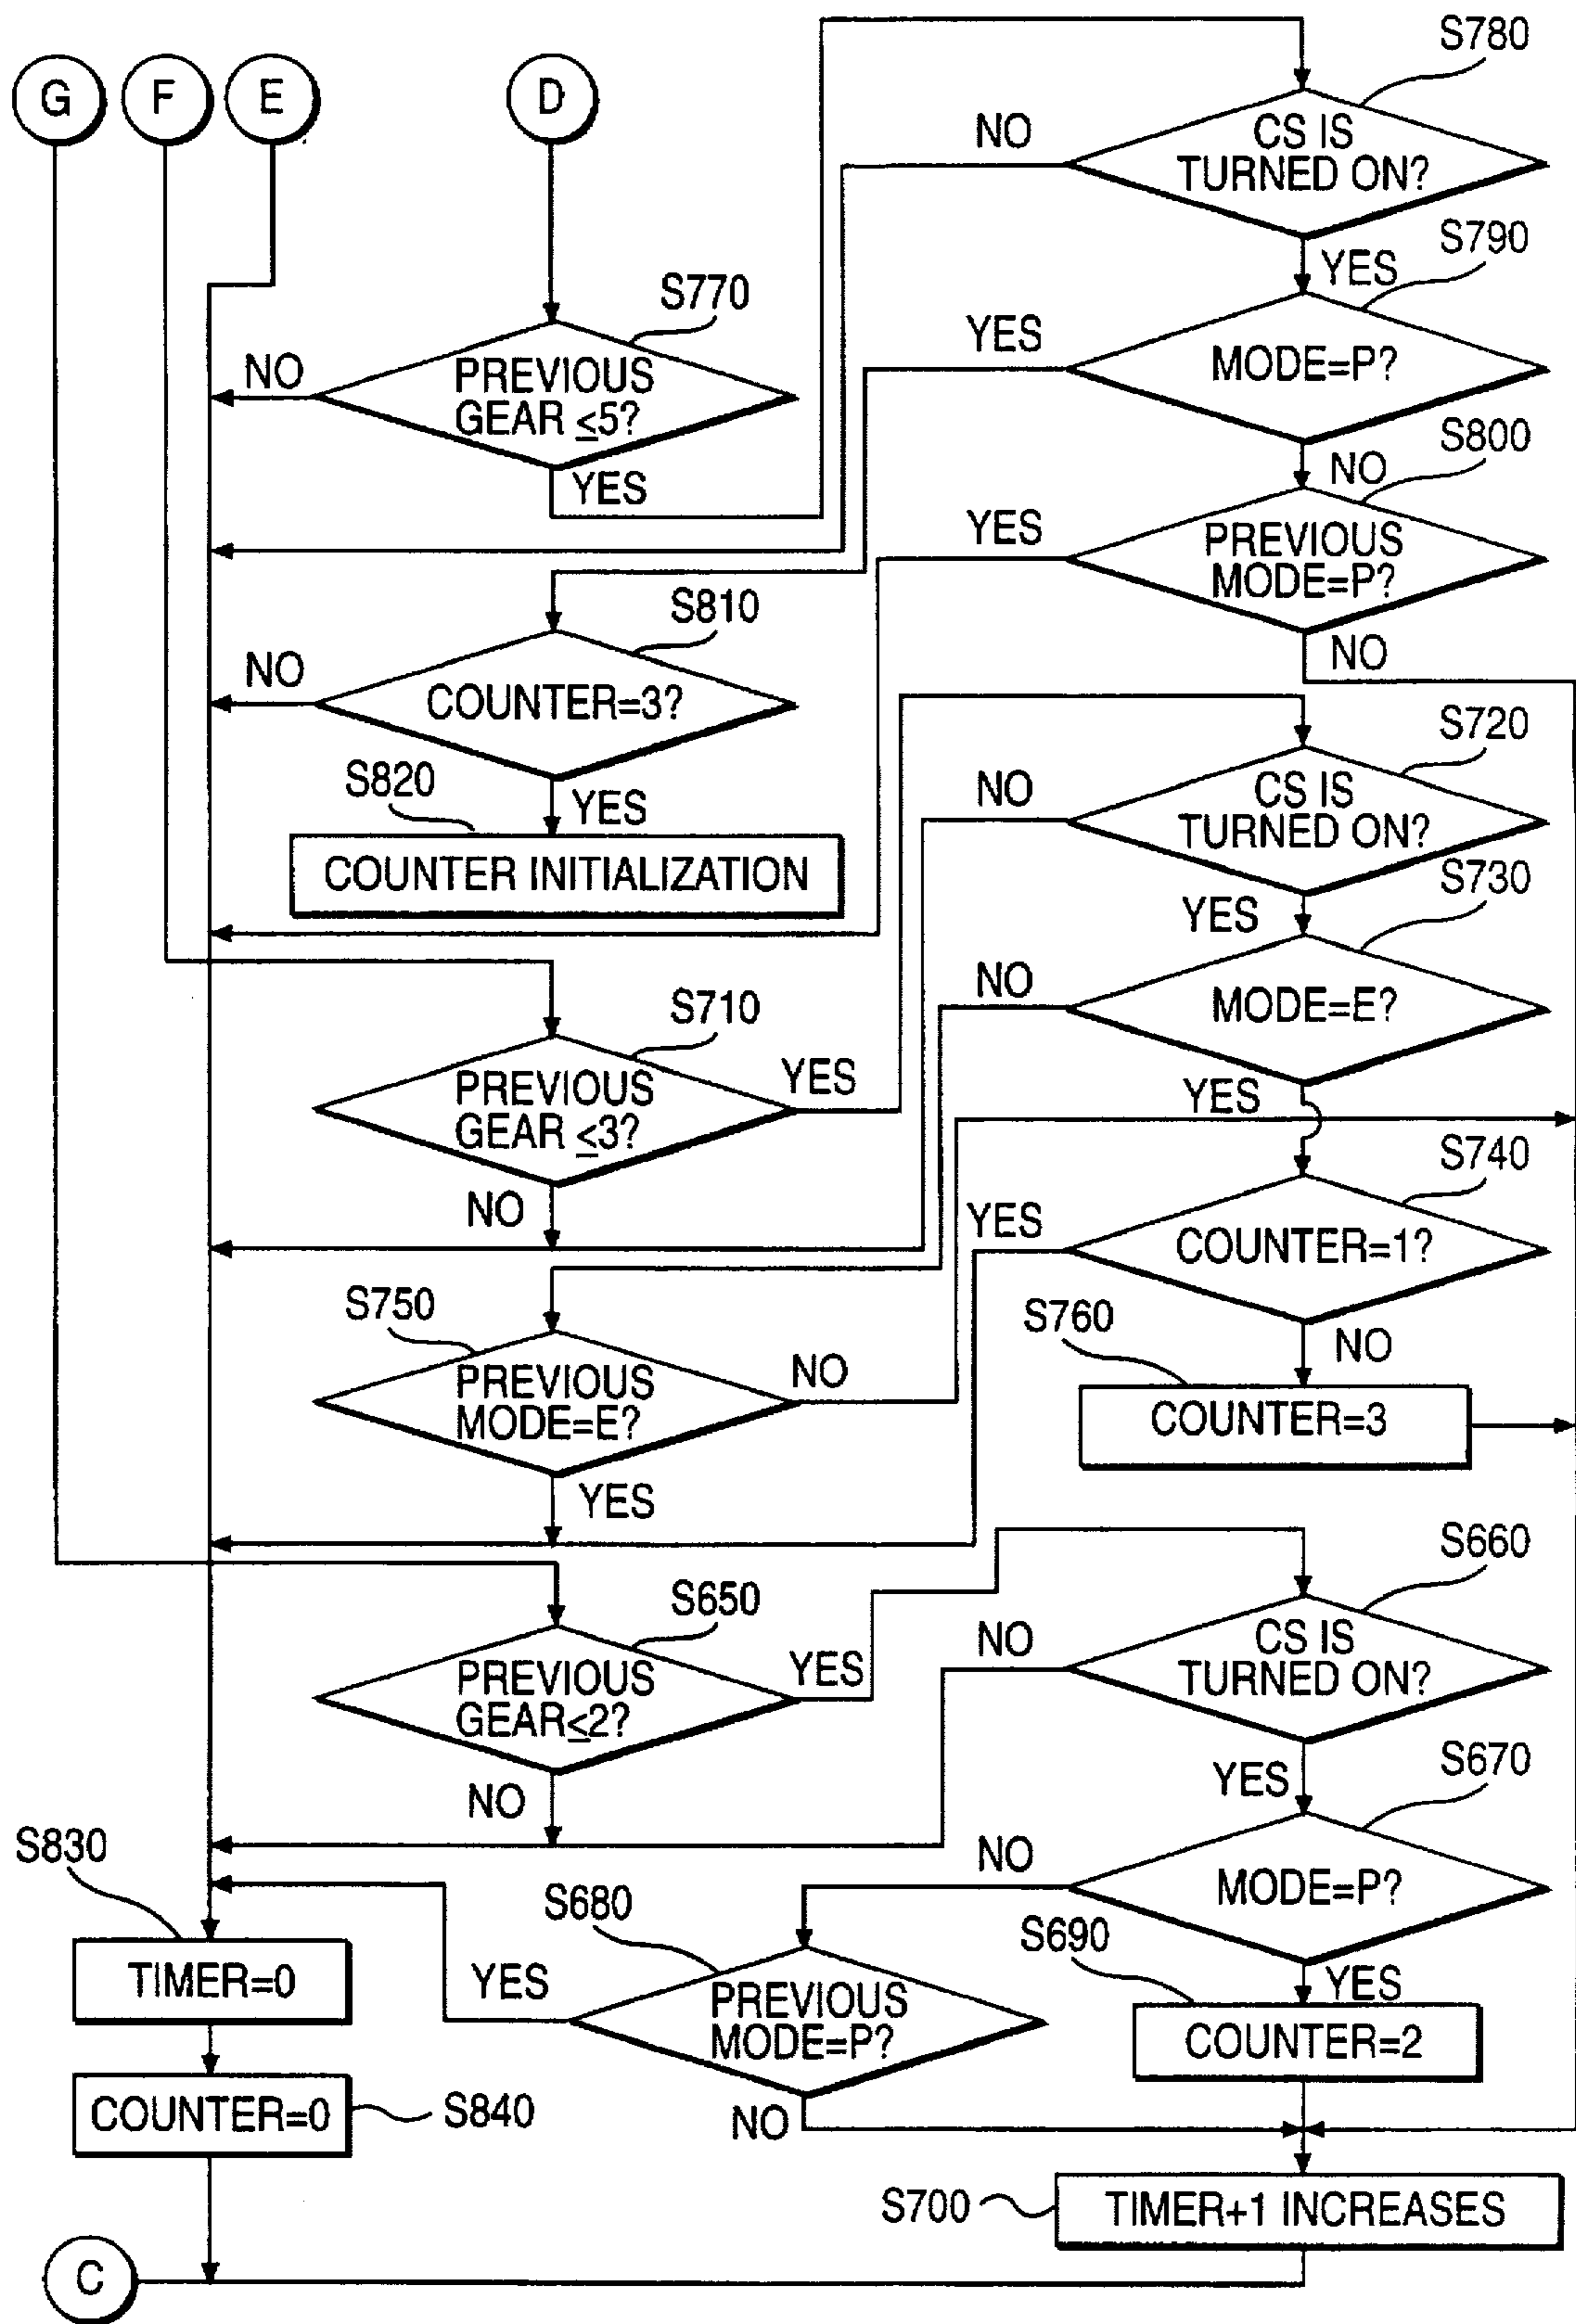 G
F
E
D
S780
CS IS
TURNED ON?
NO
YES
S790
MODE=P?
YES
NO
S770
PREVIOUS
GEAR ≤5?
NO
YES
S800
PREVIOUS
MODE=P?
YES
NO
S810
COUNTER=3?
NO
YES
S820
COUNTER INITIALIZATION
S720
CS IS
TURNED ON?
NO
YES
S730
MODE=E?
NO
YES
S710
PREVIOUS
GEAR ≤3?
YES
NO
S740
COUNTER=1?
YES
NO
S750
PREVIOUS
MODE=E?
NO
YES
S760
COUNTER=3
S660
CS IS
TURNED ON?
NO
YES
S650
PREVIOUS
GEAR≤2?
YES
NO
S670
MODE=P?
NO
YES
S830
TIMER=0
S680
PREVIOUS
MODE=P?
YES
NO
S690
COUNTER=2
COUNTER=0
S840
S700
TIMER+1 INCREASES
C